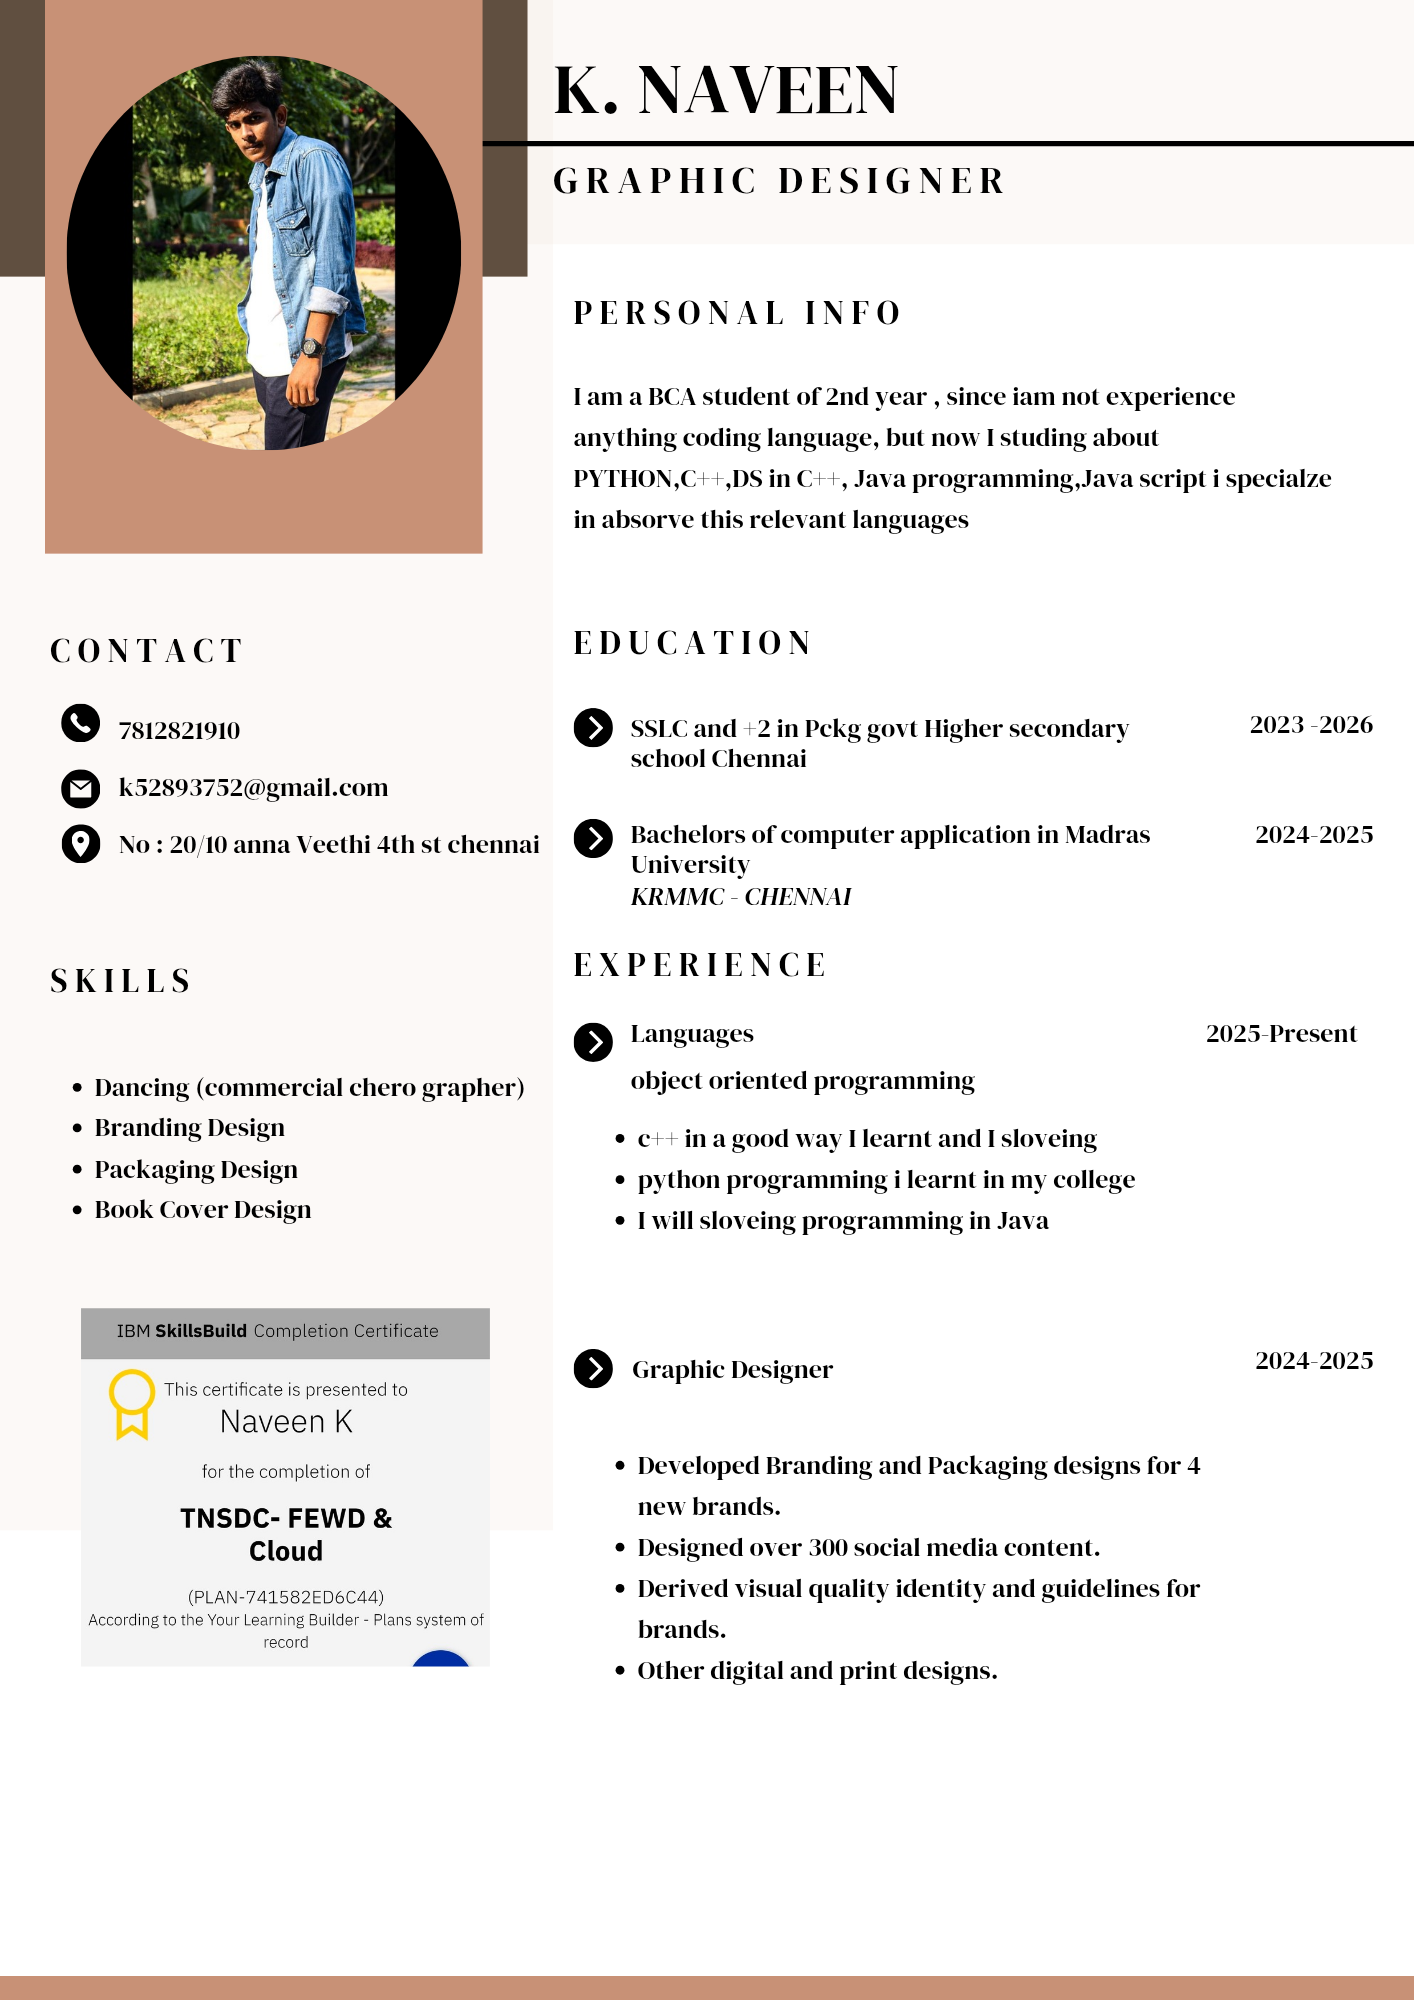 K. NAVEEN
GRAPHIC DESIGNER
PERSONAL INFO
I am a BCA student of 2nd year , since iam not experience
anything coding language, but now I studing about
PYTHON,C++,DS in C++, Java programming,Java script i specialze
in absorve this relevant languages
CONTACT
7812821910
k52893752@gmail.com
No : 20/10 anna Veethi 4th st chennai
SKILLS
• Dancing (commercial chero grapher)
• Branding Design
• Packaging Design
• Book Cover Design
IBM SkillsBuild Completion Certificate
This certificate is presented to
Naveen K
for the completion of
TNSDC- FEWD &
Cloud
(PLAN-741582ED6C44)
According to the Your Learning Builder - Plans system of
record
EDUCATION
SSLC and +2 in Pckg govt Higher secondary 2023 -2026
school Chennai
Bachelors of computer application in Madras 2024-2025
University
KRMMC - CHENNAI
EXPERIENCE
Languages 2025-Present
object oriented programming
• c++ in a good way I learnt and I sloveing
• python programming i learnt in my college
• I will sloveing programming in Java
Graphic Designer 2024-2025
• Developed Branding and Packaging designs for 4
new brands.
• Designed over 300 social media content.
• Derived visual quality identity and guidelines for
brands.
• Other digital and print designs.